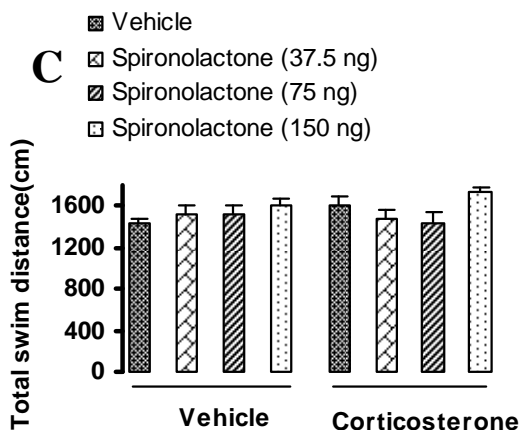 C
Vehicle
Spironolactone (37.5 ng)
Spironolactone (75 ng)
Spironolactone (150 ng)
Total swim distance(cm)
1600
1200
800
400
0
Vehicle
Corticosterone